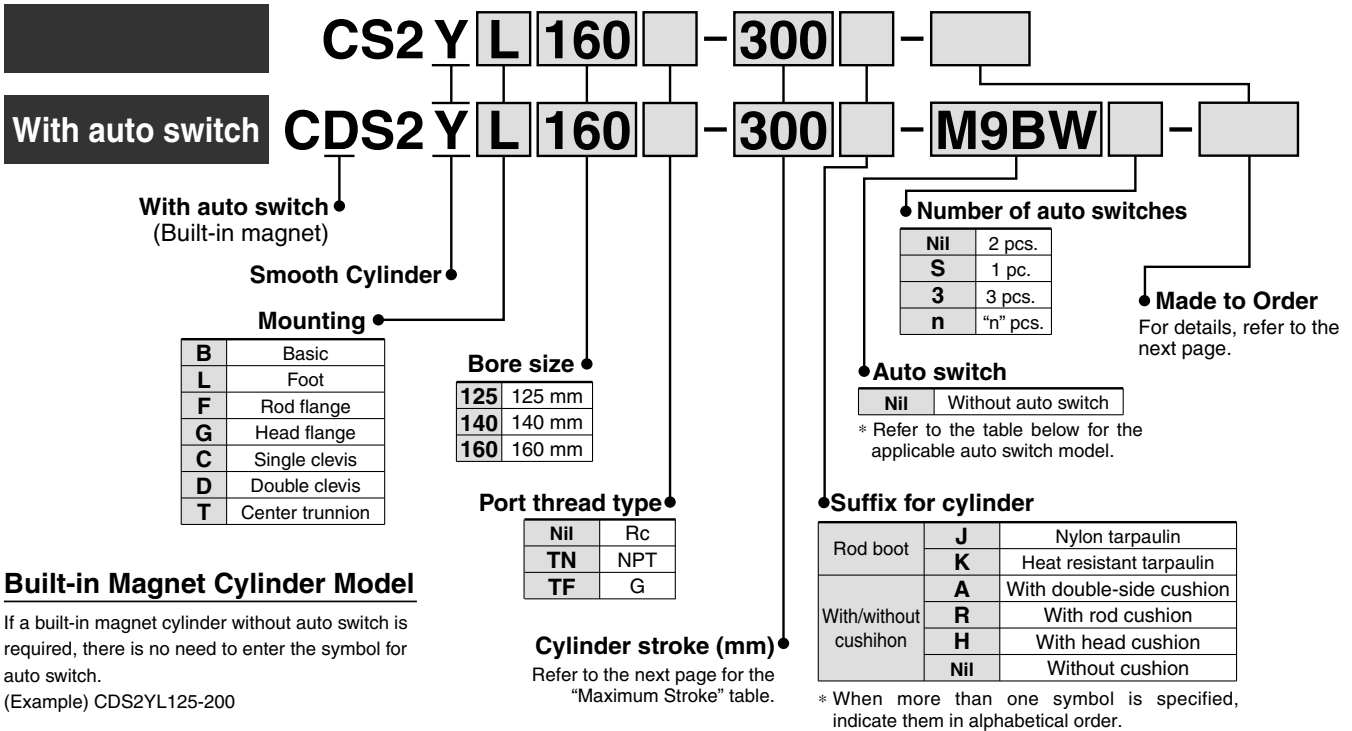 CS2 Y L 160 – 300 –
With auto switch CDS2 Y L 160 – 300 – M9BW –
With auto switch
(Built-in magnet)
Smooth Cylinder
Mounting
B Basic
L Foot
F Rod flange
G Head flange
C Single clevis
D Double clevis
T Center trunnion
Bore size
125 125 mm
140 140 mm
160 160 mm
Port thread type
Nil Rc
TN NPT
TF G
Cylinder stroke (mm)
Refer to the next page for the
“Maximum Stroke” table.
Number of auto switches
Nil 2 pcs.
S 1 pc.
3 3 pcs.
n “n” pcs.
Made to Order
For details, refer to the
next page.
Auto switch
Nil Without auto switch
* Refer to the table below for the
applicable auto switch model.
Suffix for cylinder
Rod boot J Nylon tarpaulin
K Heat resistant tarpaulin
With/without
cushihon
A With double-side cushion
R With rod cushion
H With head cushion
Nil Without cushion
* When more than one symbol is specified,
indicate them in alphabetical order.
Built-in Magnet Cylinder Model
If a built-in magnet cylinder without auto switch is
required, there is no need to enter the symbol for
auto switch.
(Example) CDS2YL125-200